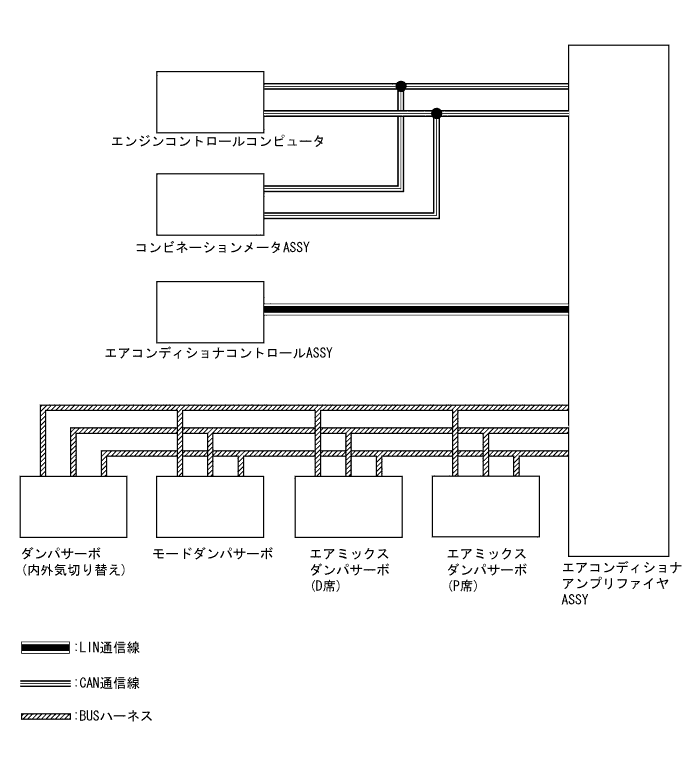 エンジンコントロールコンピュータ
コンビネーションメータASSY
エアコンディショナコントロールASSY
ダンパサーボ
(内外気切り替え)
モードダンパサーボ
エアミックス
ダンパサーボ
(D席)
エアミックス
ダンパサーボ
(P席)
エアコンディショナ
アンプリファイヤ
ASSY
:LIN通信線
:CAN通信線
:BUSハーネス